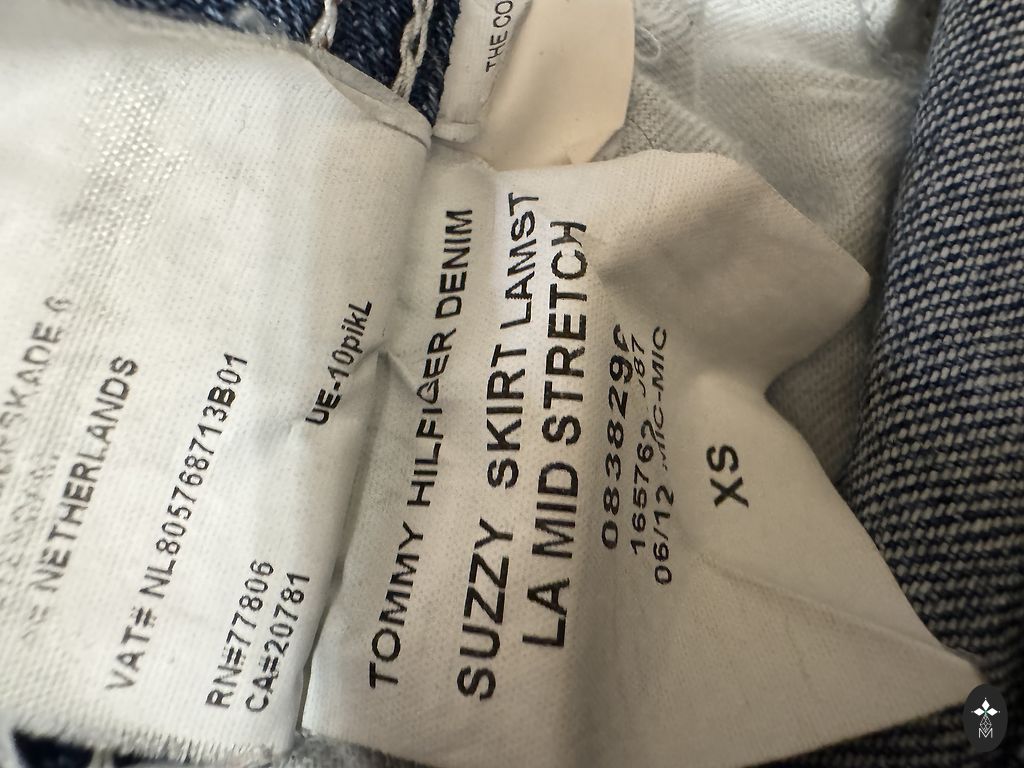 THE CO
= NETHERLANDS
VAT# NL805768713B01
RN=77806
CA=20781
UE-10pikL
TOMMY HILFIGER DENIM
SUZZY SKIRT LAMST
LA MID STRETCH
083829
16576
06/12
XS
M